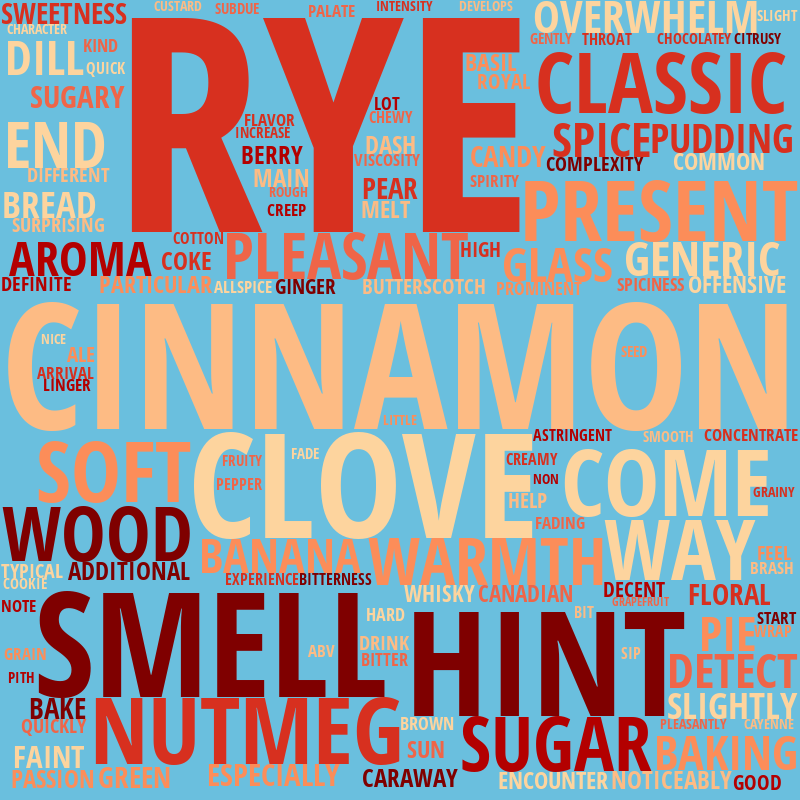 SWEETNESS
CUSTARD
SUBDUE
PALATE
INTENSITY
DEVELOPS
OVERWHELM
SLIGHT
CHARACTER
DILL
KIND
QUICK
RYE
GENTLY
THROAT
CHOCOLATEY
CITRUSY
SUGARY
BASIL
ROYAL
CLASSIC
LOT
CHEWY
FLAVOR
INCREASE
END
BERRY
DASH
VISCOSITY
CANDY
SPICE
PUDDING
COMPLEXITY
COMMON
DIFFERENT
MAIN
ROUGH
PEAR
SPIRITY
PRESENT
BREAD
SURPRISING
CREEP
MELT
COTTON
AROMA
COKE
PLEASANT
HIGH
GLASS
GENERIC
DEFINITE
PARTICULAR
ALLSPICE
GINGER
BUTTERSCOTCH
PROMINENT
SPICINESS
OFFENSIVE
CINNAMON
NICE
ALE
ARRIVAL
LINGER
SEED
LITTLE
ASTRINGENT
SMOOTH
CONCENTRATE
SOFT
CLOVE
FRUITY
FADE
PEPPER
CREAMY
NON
HELP
FADING
COME
GRAINY
WOOD
BANANA
WARMTH
WAY
FEEL
BRASH
TYPICAL
COOKIE
ADDITIONAL
EXPERIENCE
BITTERNESS
WHISKY
CANADIAN
DECENT
GRAPEFRUIT
FLORAL
NOTE
SMELL
HARD
HINT
BIT
START
WRAP
PIE
GRAIN
ABV
DRINK
BITTER
SIP
DETECT
PITH
BAKE
QUICKLY
NUTMEG
BROWN
SUN
SUGAR
SLIGHTLY
PLEASANTLY
CAYENNE
BAKING
FAINT
PASSION
GREEN
ESPECIALLY
CARAWAY
ENCOUNTER
NOTICEABLY
GOOD